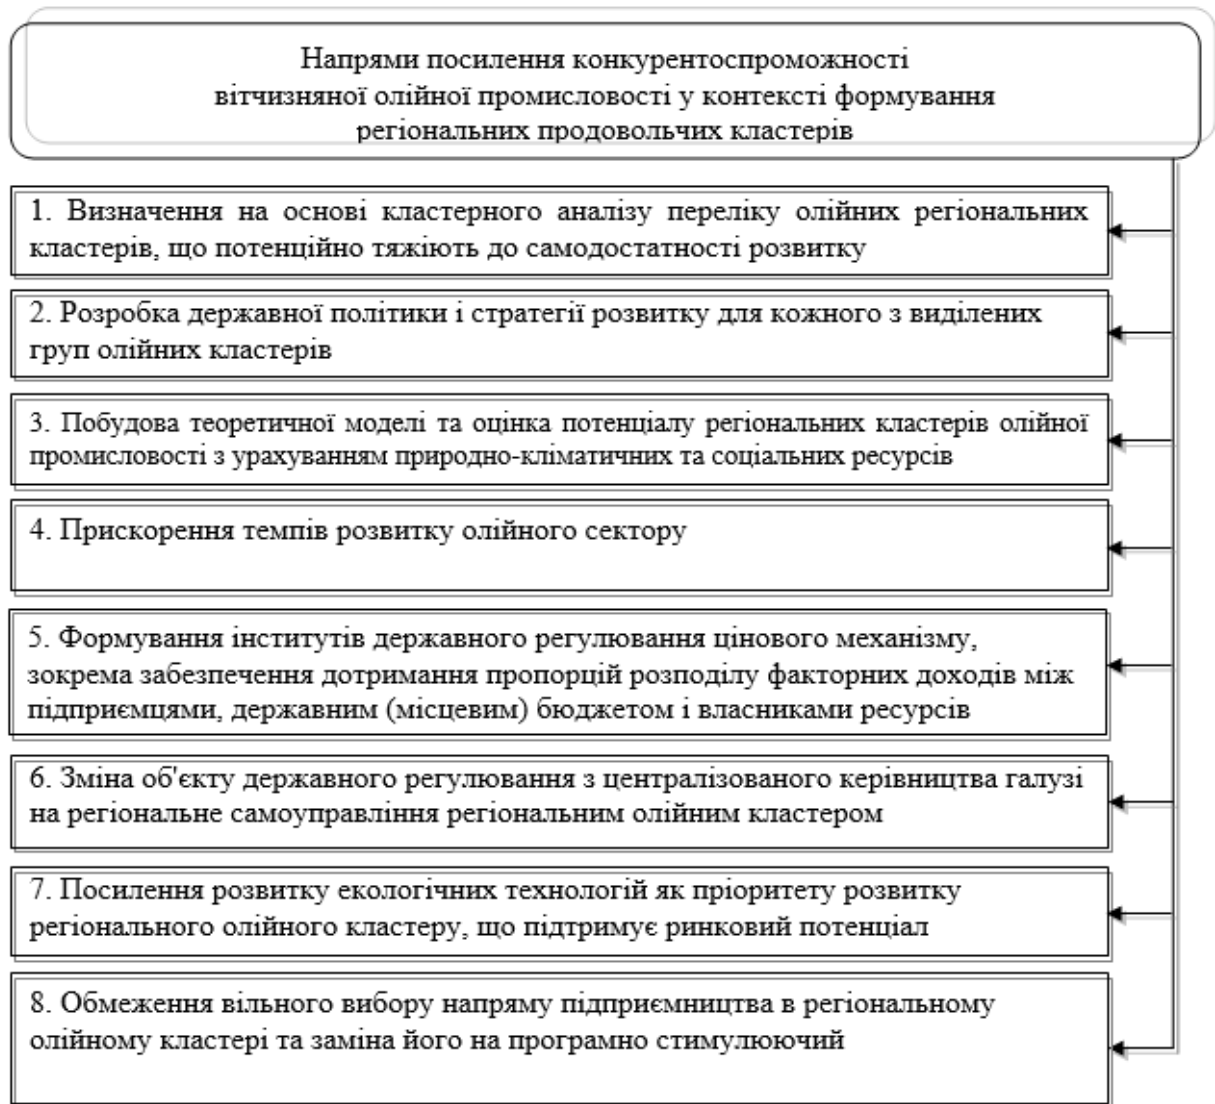 Напрями посилення конкурентоспроможності
вітчизняної олійної промисловості у контексті формування
регіональних продовольчих кластерів
1. Визначення на основі кластерного аналізу переліку олійних регіональних
кластерів, що потенційно тяжіють до самодостатності розвитку
2. Розробка державної політики і стратегії розвитку для кожного з виділених
груп олійних кластерів
3. Побудова теоретичної моделі та оцінка потенціалу регіональних кластерів олійної
промисловості з урахуванням природно-кліматичних та соціальних ресурсів
4. Прискорення темпів розвитку олійного сектору
5. Формування інститутів державного регулювання цінового механізму,
зокрема забезпечення дотримання пропорцій розподілу факторних доходів між
підприємцями, державним (місцевим) бюджетом і власниками ресурсів
6. Зміна об'єкту державного регулювання з централізованого керівництва галузі
на регіональне самоуправління регіональним олійним кластером
7. Посилення розвитку екологічних технологій як пріоритету розвитку
регіонального олійного кластеру, що підтримує ринковий потенціал
8. Обмеження вільного вибору напряму підприємництва в регіональному
олійному кластері та заміна його на програмно стимулюючий